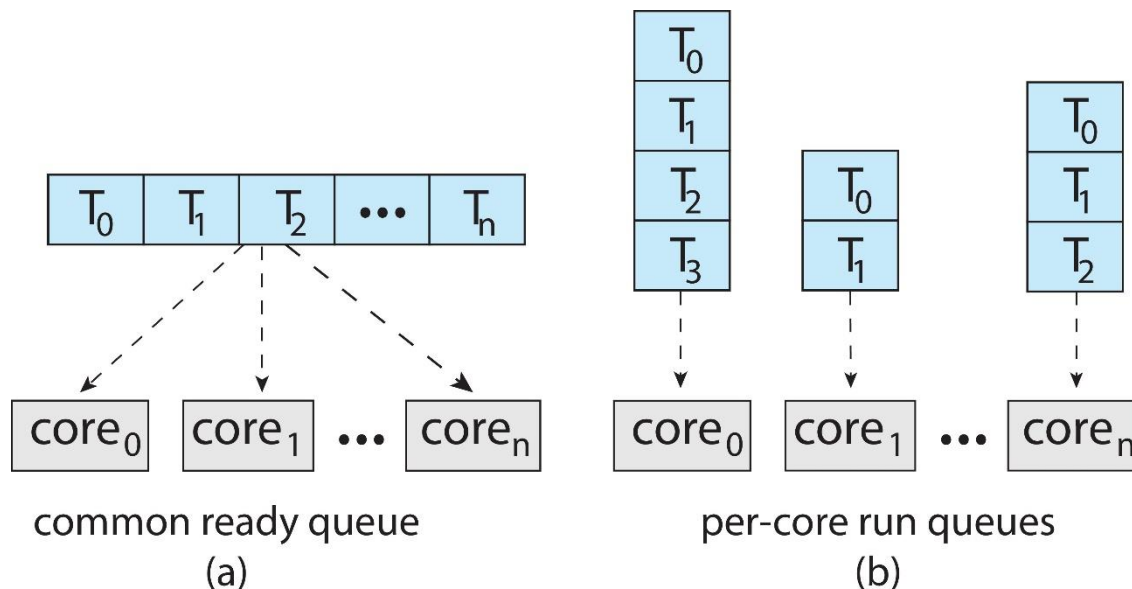 T₀ T₁ T₂ ••• Tₙ
core₀ core₁ ••• coreₙ
common ready queue
(a)
T₀
T₁
T₂
T₃
T₀
T₁
T₀
T₁
T₂
core₀ core₁ ••• coreₙ
per-core run queues
(b)